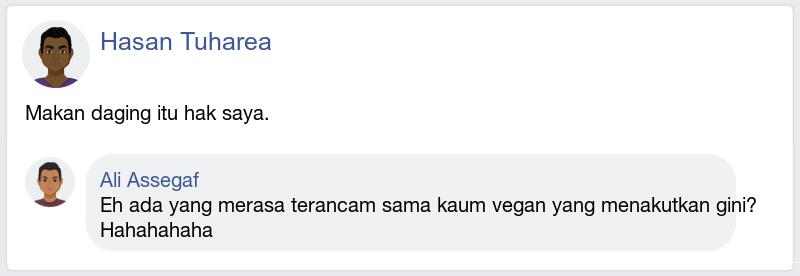 Hasan Tuharea
Makan daging itu hak saya.
Ali Assegaf
Eh ada yang merasa terancam sama kaum vegan yang menakutkan gini?
Hahahahaha